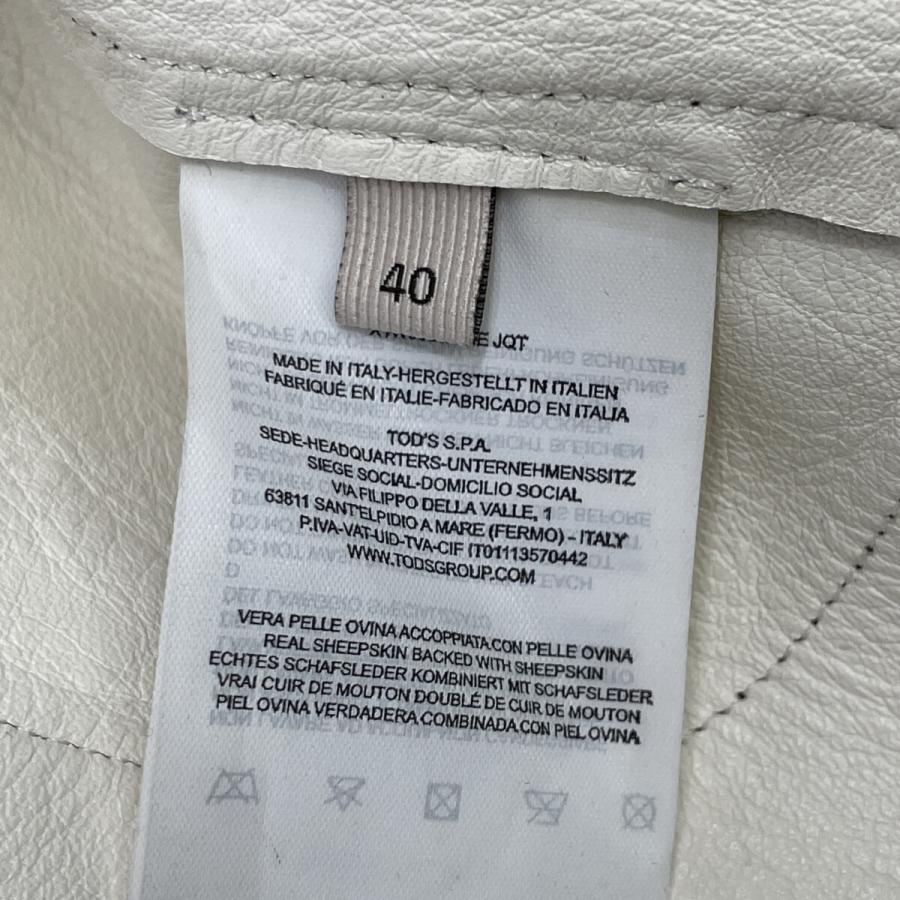 40
JQT
MADE IN ITALY-HERGESTELLT IN ITALIEN
FABRIQUÉ EN ITALIE-FABRICADO EN ITALIA
TOD'S S.P.A.
SEDE-HEADQUARTERS-UNTERNEHMENSSITZ
SIEGE SOCIAL-DOMICILIO SOCIAL
VIA FILIPPO DELLA VALLE, 1
63811 SANT'ELPIDIO A MARE (FERMO) - ITALY
P.IVA-VAT-UID-TVA-CIF IT01113570442
WWW.TODSGROUP.COM
VERA PELLE OVINA ACCOPPIATA CON PELLE OVINA
REAL SHEEPSKIN BACKED WITH SHEEPSKIN
ECHTES SCHAFSLEDER KOMBINIERT MIT SCHAFSLEDER
VRAI CUIR DE MOUTON DOUBLÉ DE CUIR DE MOUTON
PIEL OVINA VERDADERA COMBINADA CON PIEL OVINA